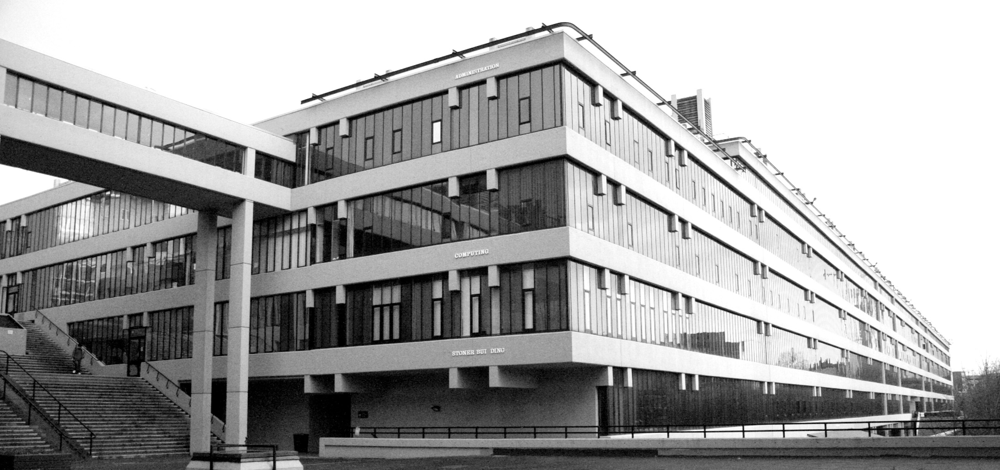 ADMINISTRATION
COMPUTING
STONER BUI DING